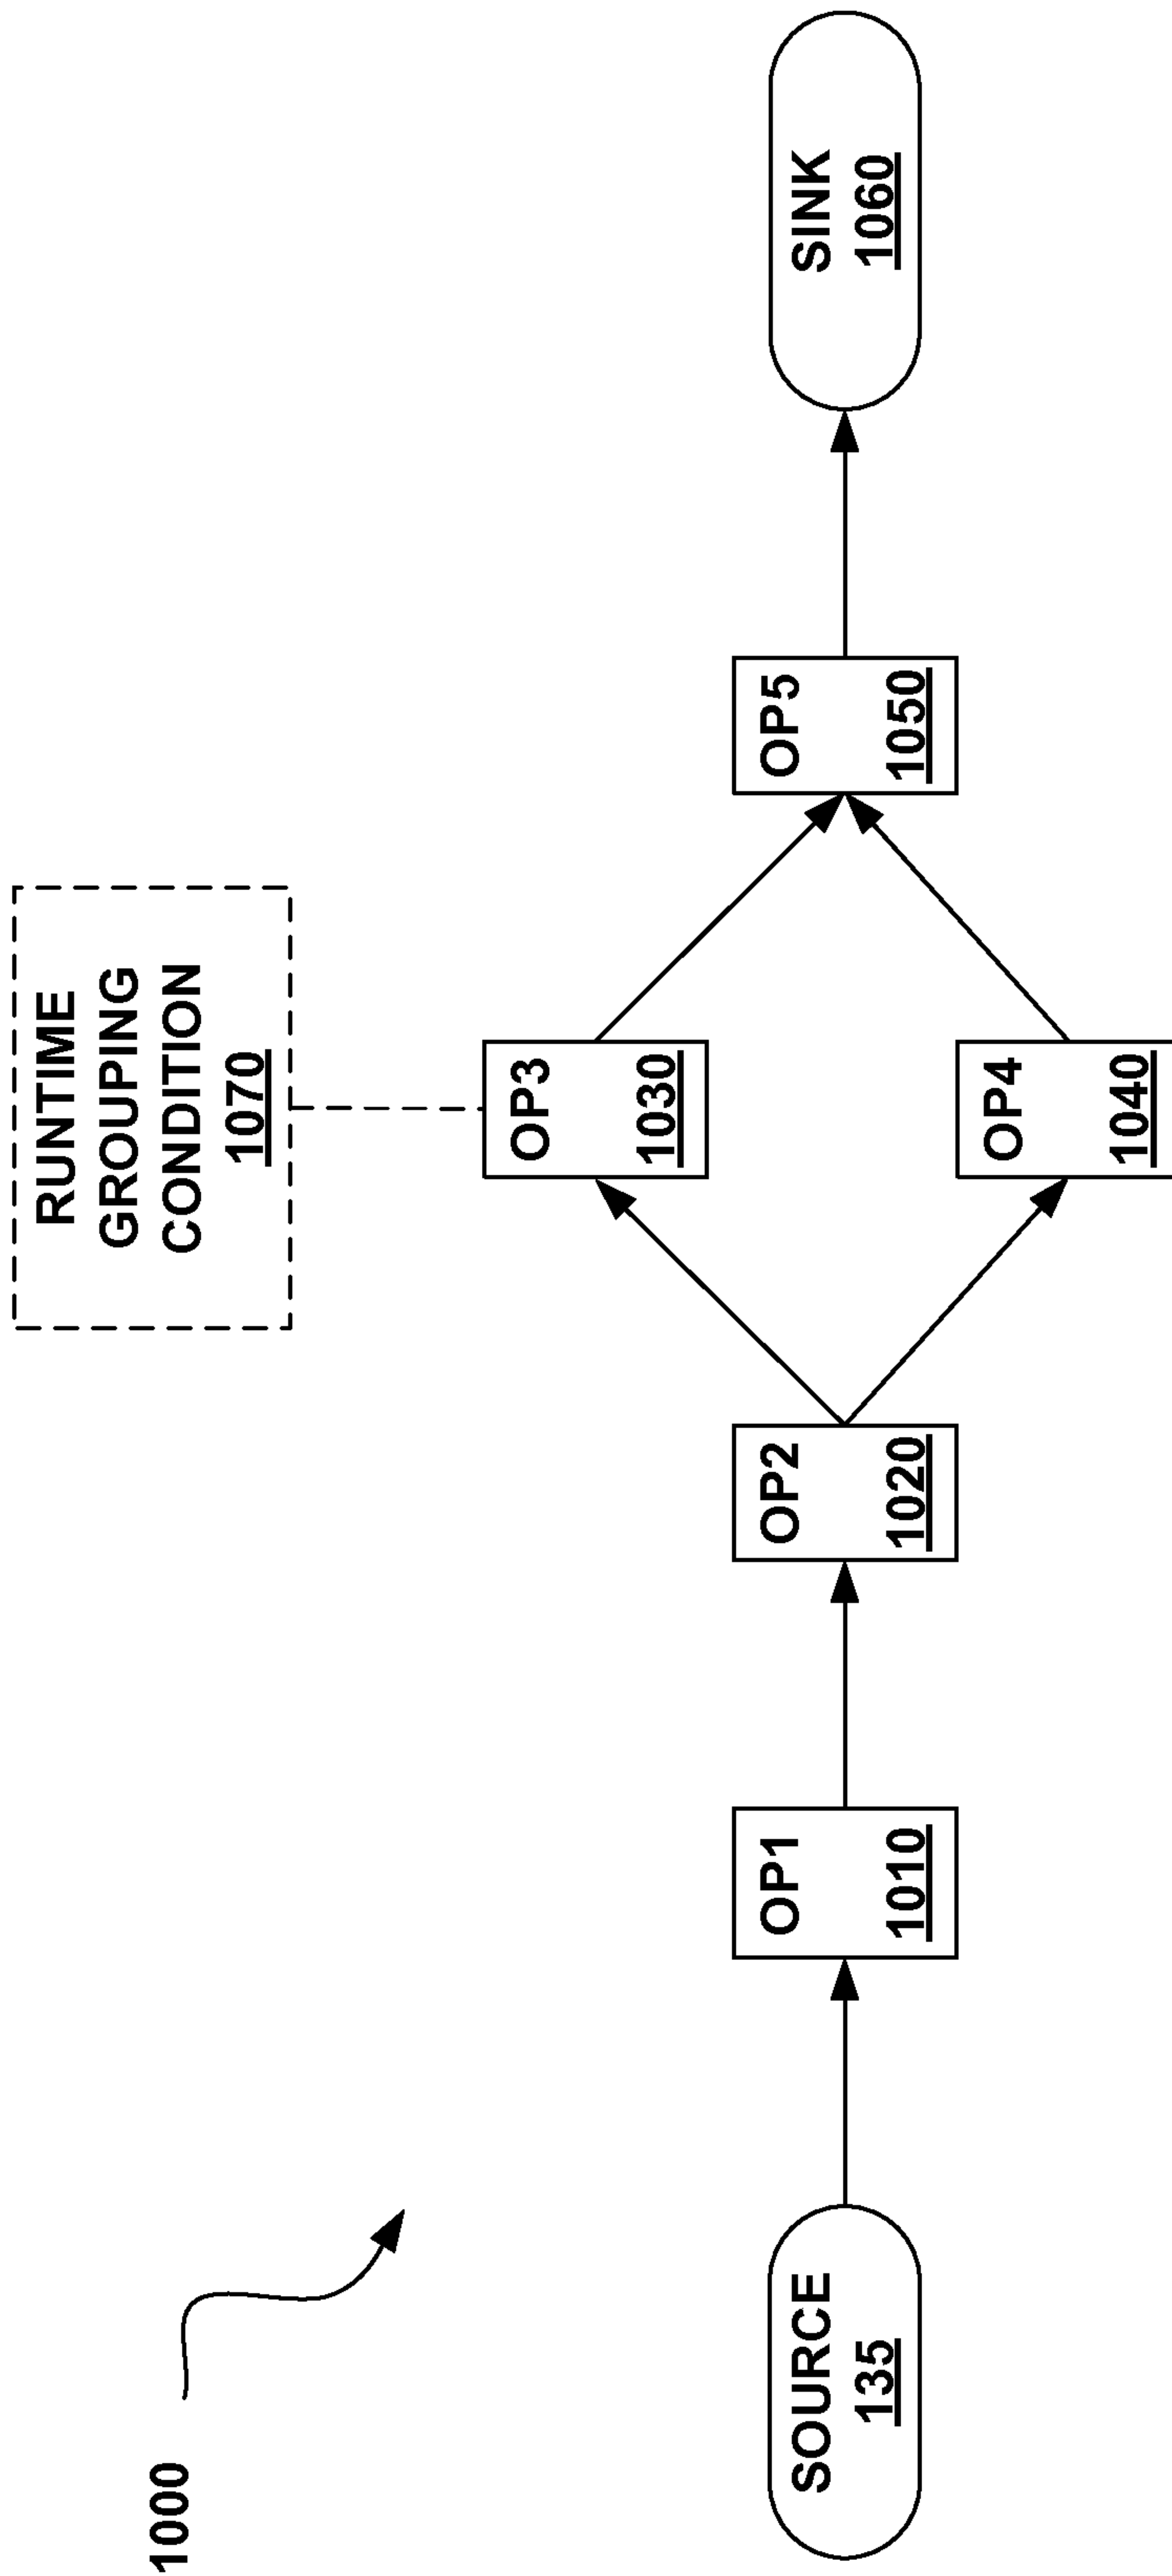 RUNTIME
GROUPING
CONDITION
1070
1000
SOURCE
135
OP1
1010
OP2
1020
OP3
1030
OP4
1040
OP5
1050
SINK
1060